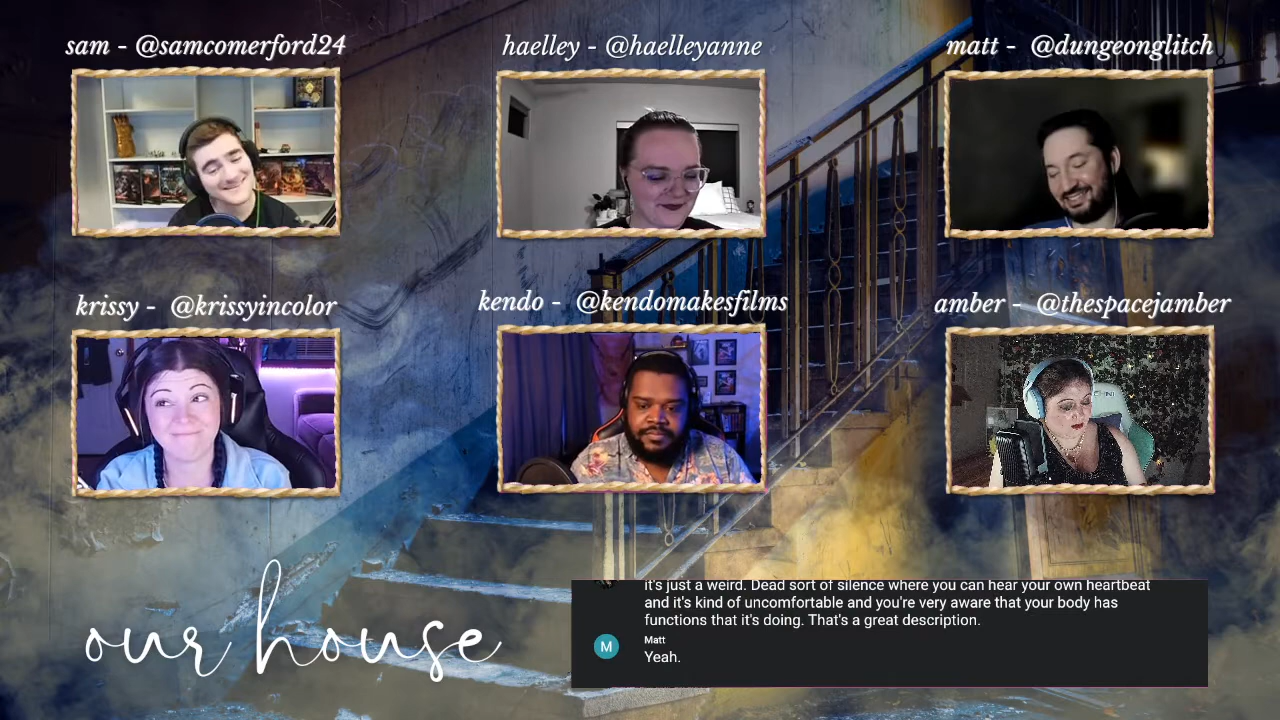 sam - @samcomerford24
haelley - @haelleyanne
matt - @dungeonglitch
krissy - @krissyincolor
kendo - @kendomakesfilms
amber - @thespacejamber
our house
it's just a weird. Dead sort of silence where you can hear your own heartbeat
and it's kind of uncomfortable and you're very aware that your body has
functions that it's doing. That's a great description.
M
Matt
Yeah.